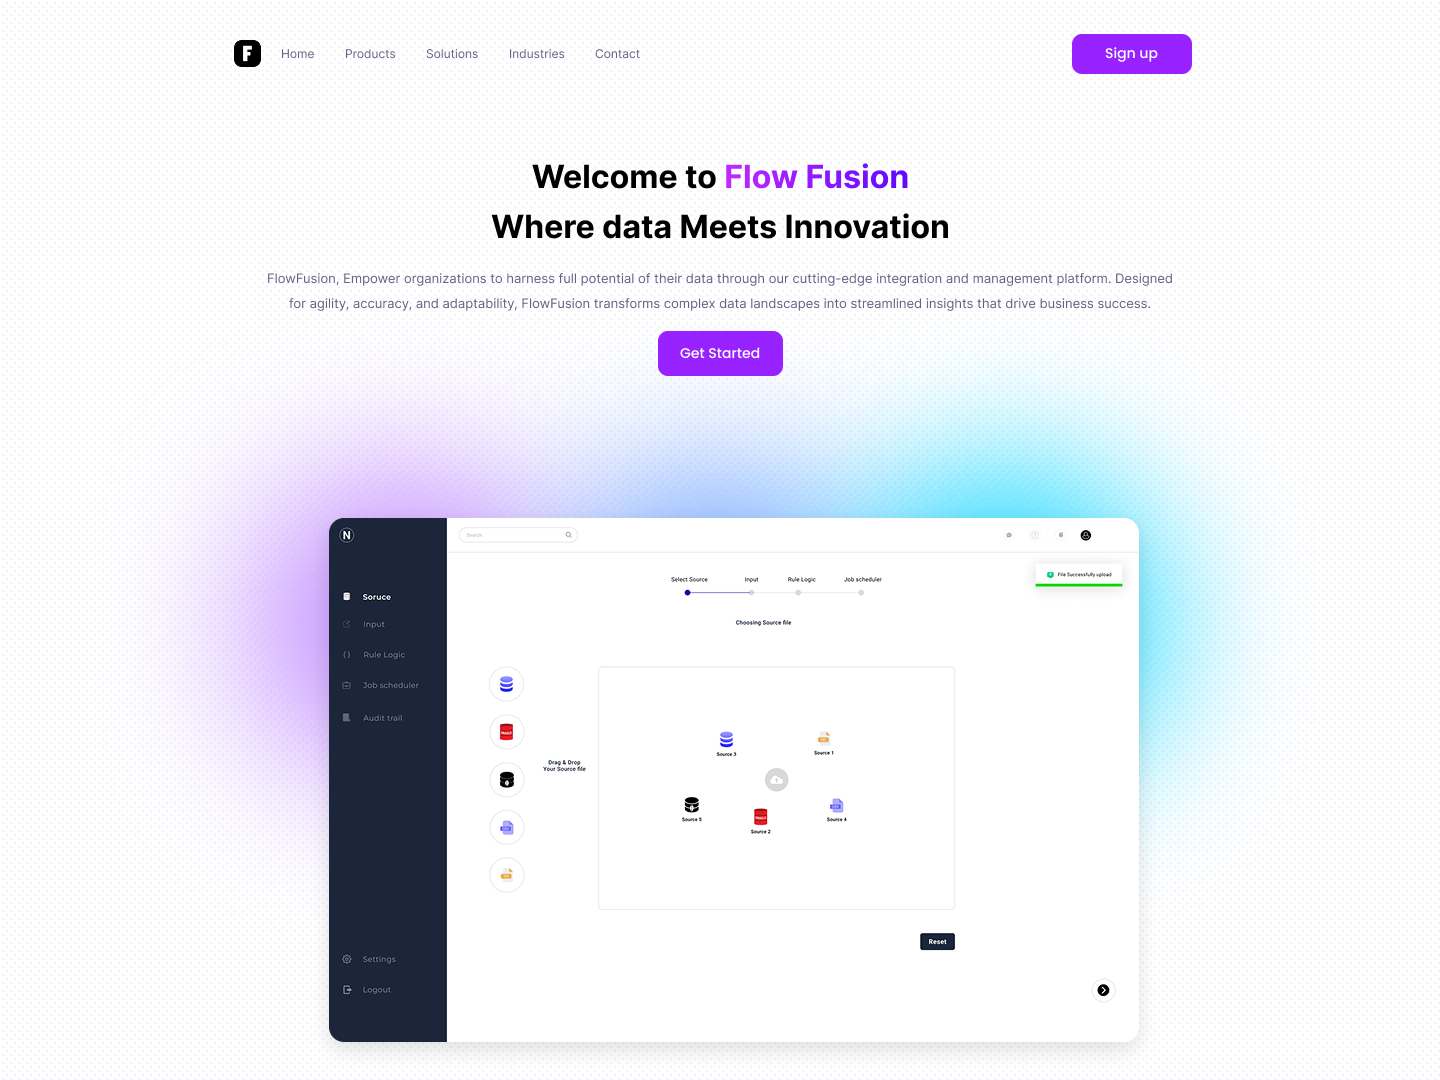 F Home Products Solutions Industries Contact Sign up
Welcome to Flow Fusion
Where data Meets Innovation
FlowFusion, Empower organizations to harness full potential of their data through our cutting-edge integration and management platform. Designed
for agility, accuracy, and adaptability, FlowFusion transforms complex data landscapes into streamlined insights that drive business success.
Get Started
N
Search
File Successfully upload
Select Source Input Rule Logic Job scheduler
Choosing Source file
Soruce
Input
Rule Logic
Job scheduler
Audit trail
Settings
Logout
Drag & Drop
Your Source file
Source 3
Source 1
Source 5
Source 2
Source 4
Reset